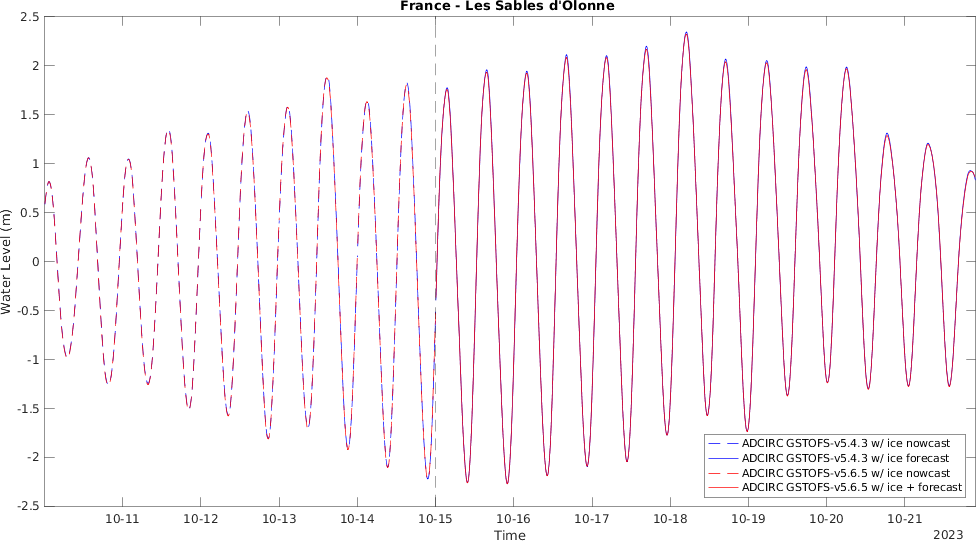 France - Les Sables d'Olonne
2.5
2
1.5
1
0.5
0
-0.5
-1
-1.5
-2
-2.5
Water Level (m)
10-11 10-12 10-13 10-14 10-15 10-16 10-17 10-18 10-19 10-20 10-21
Time
2023
ADCIRC GSTOFS-v5.4.3 w/ ice nowcast
ADCIRC GSTOFS-v5.4.3 w/ ice forecast
ADCIRC GSTOFS-v5.6.5 w/ ice nowcast
ADCIRC GSTOFS-v5.6.5 w/ ice + forecast